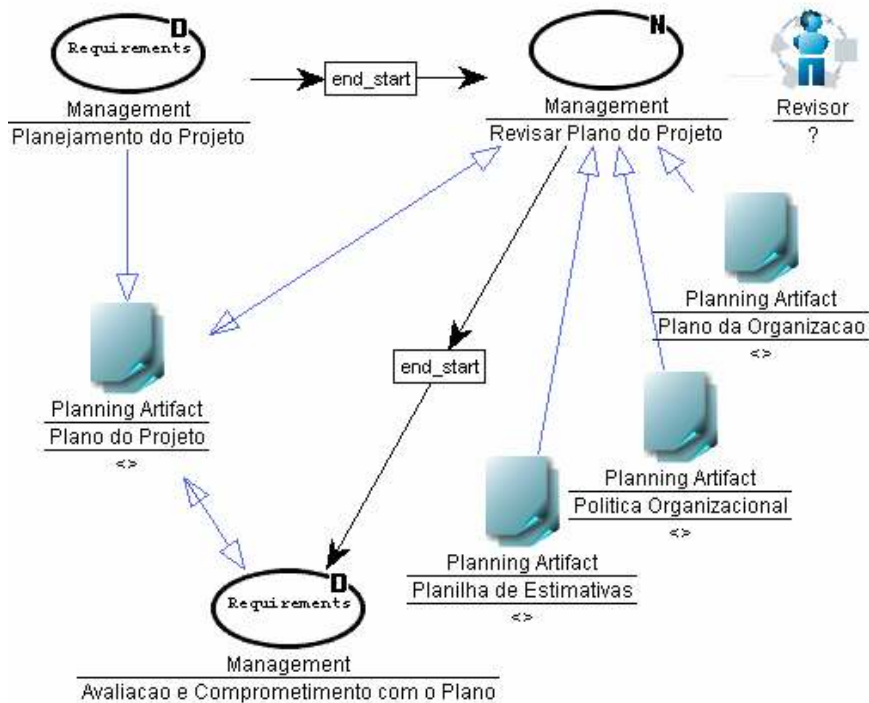 D
Requirements
Management
Planejamento do Projeto
end_start
N
Management
Revisar Plano do Projeto
Revisor
?
Planning Artifact
Plano da Organizacao
<>
end_start
Planning Artifact
Plano do Projeto
<>
Planning Artifact
Politica Organizacional
<>
Planning Artifact
Planilha de Estimativas
<>
D
Requirements
Management
Avaliacao e Comprometimento com o Plano